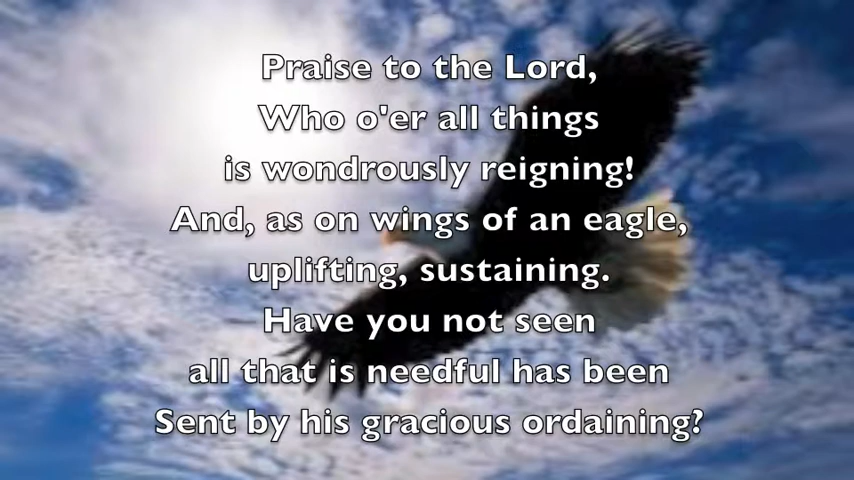 Praise to the Lord,
Who o'er all things
is wondrously reigning!
And, as on wings of an eagle,
uplifting, sustaining.
Have you not seen
all that is needful has been
Sent by his gracious ordaining?